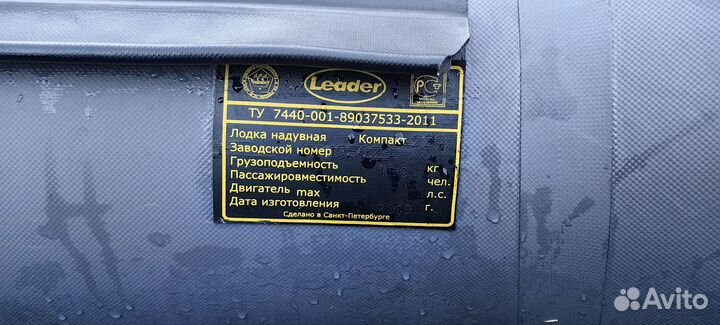 Leader
ТУ 7440-001-89037533-2011
Лодка надувная Компакт
Заводской номер
Грузоподъемность кг
Пассажировместимость чел.
Двигатель max л.с.
Дата изготовления 2019 г.
Сделано в Санкт-Петербурге
Avito